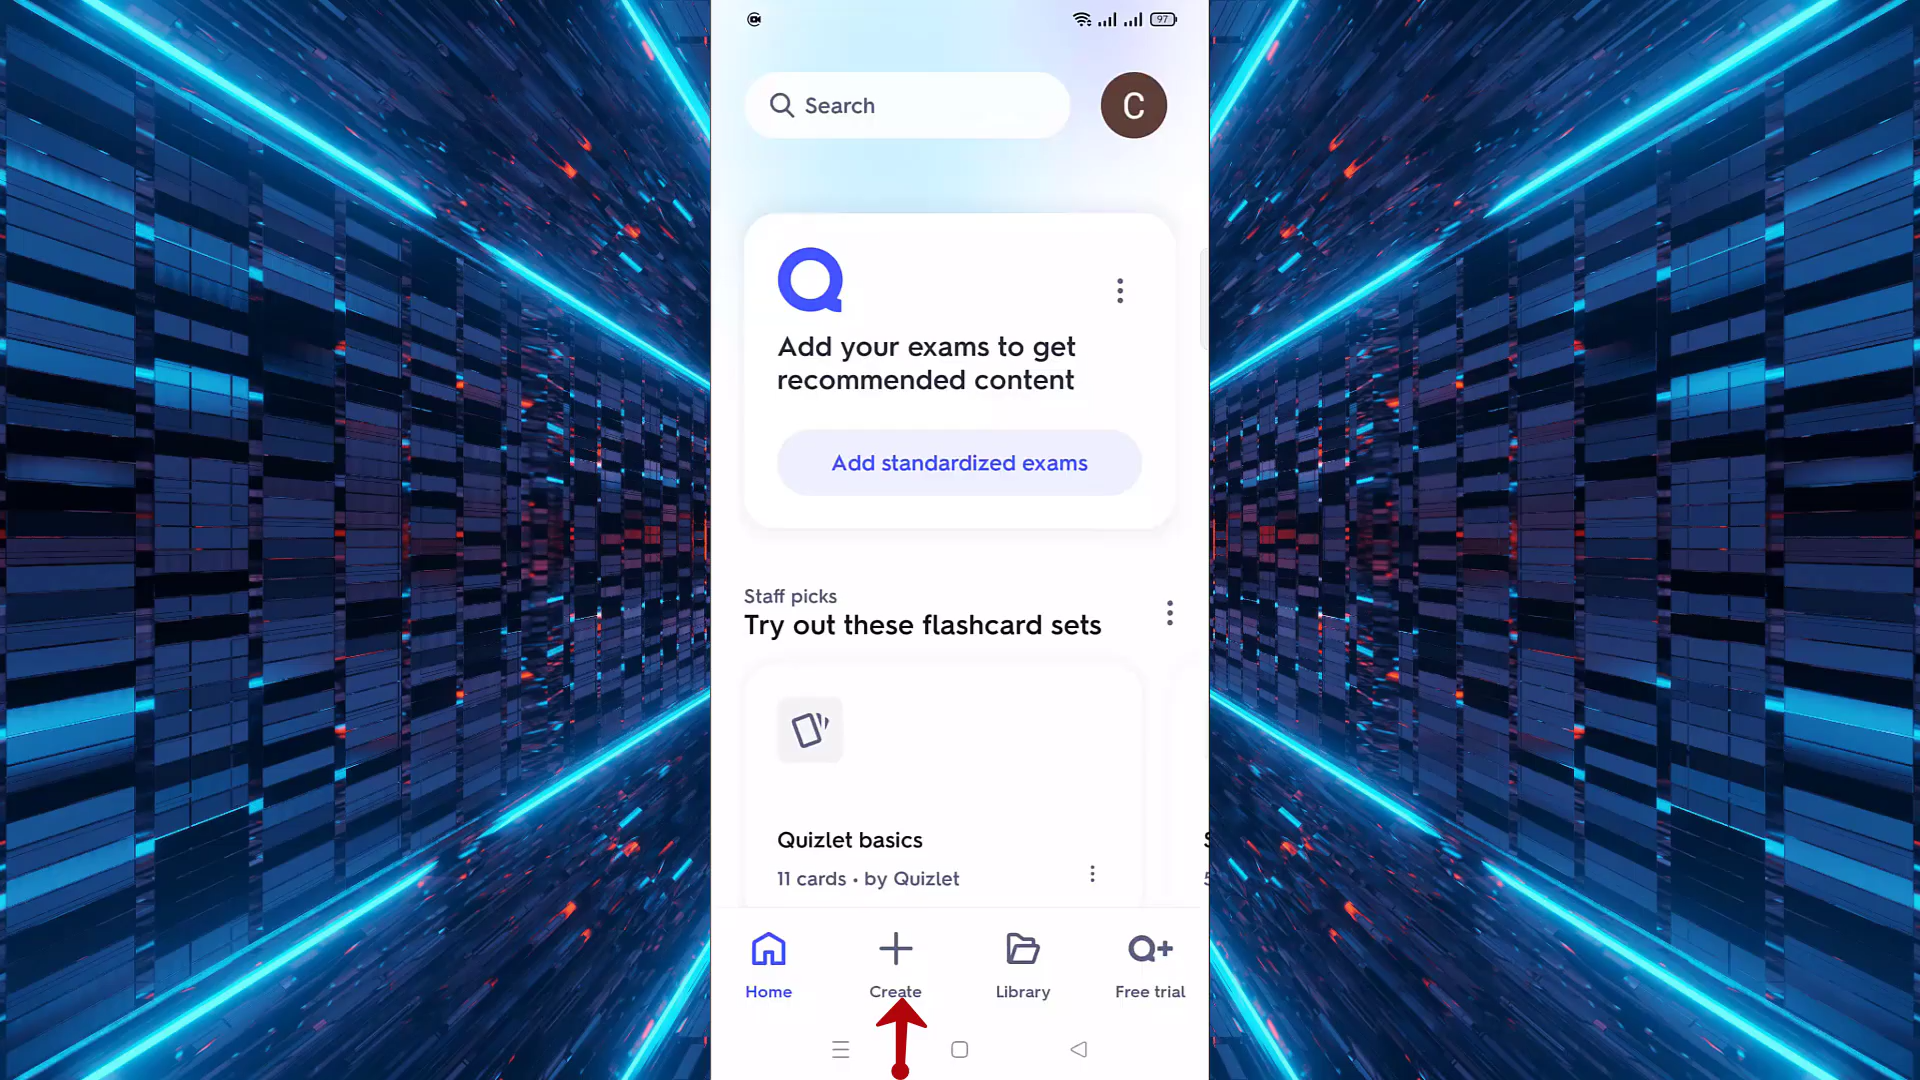 97
Search
C
Add your exams to get
recommended content
Add standardized exams
Staff picks
Try out these flashcard sets
Quizlet basics
11 cards • by Quizlet
Home
Create
Library
Free trial